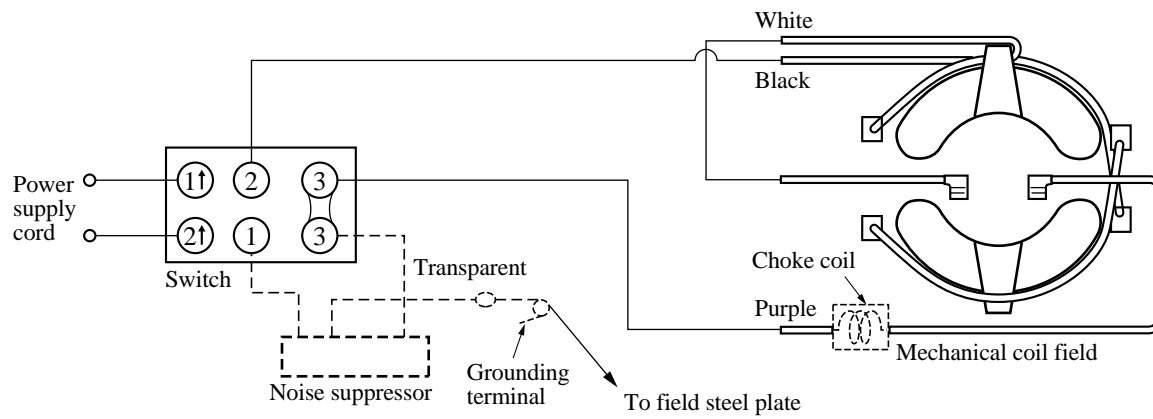 White
Black
Power
supply
cord
1↑ 2 3
2↑ 1 3
Switch
Transparent
Choke coil
Purple
Mechanical coil field
Noise suppressor
Grounding
terminal
To field steel plate